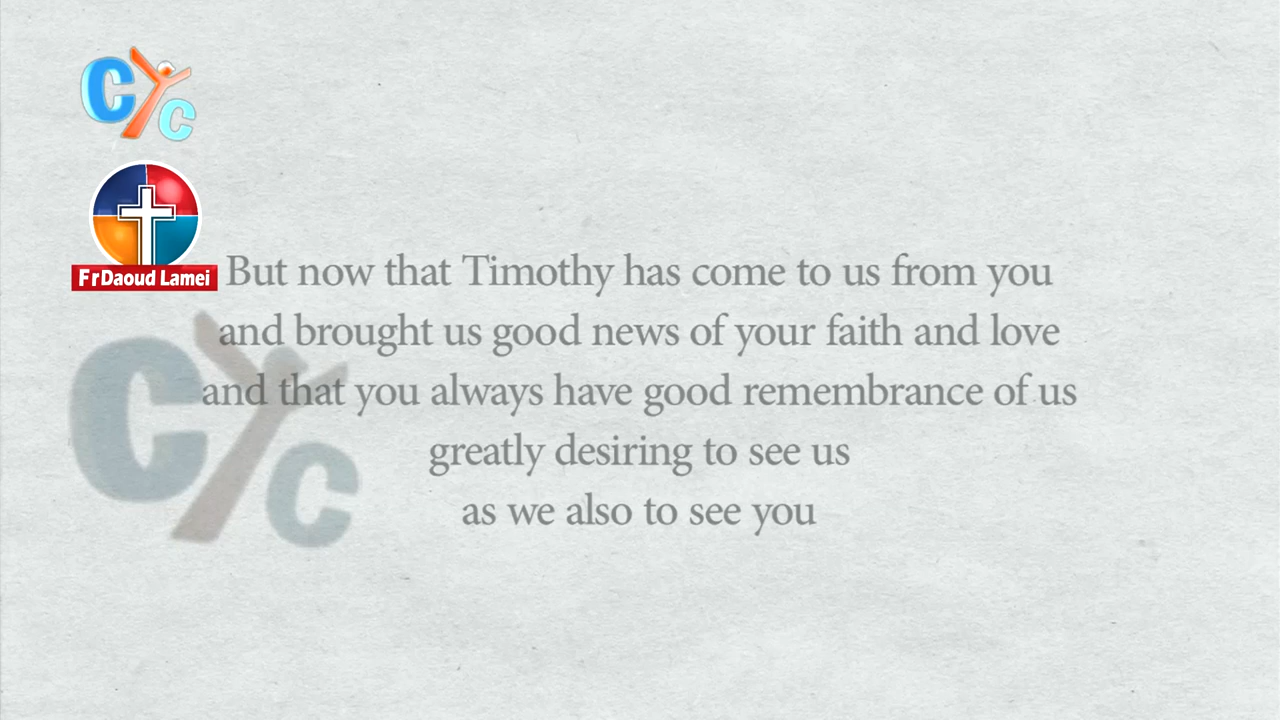 CYC
FrDaoud Lamei
But now that Timothy has come to us from you
and brought us good news of your faith and love
and that you always have good remembrance of us
greatly desiring to see us
as we also to see you
CYC